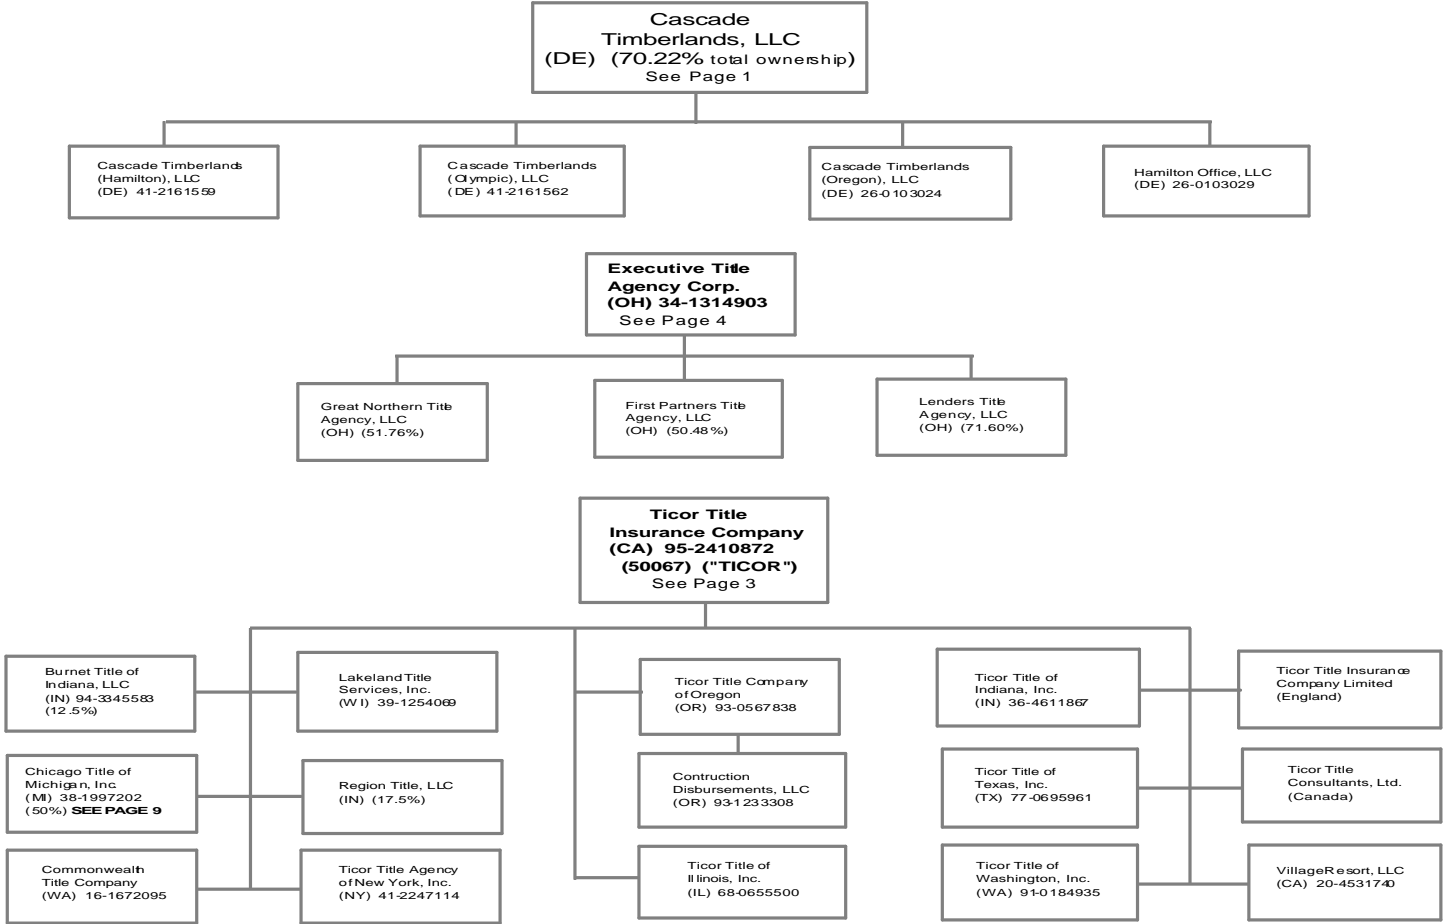 Cascade
Timberlands, LLC
(DE) (70.22% total ownership)
See Page 1
Cascade Timberlands
(Hamilton), LLC
(DE) 41-2161559
Cascade Timberlands
(Olympic), LLC
(DE) 41-2161562
Cascade Timberlands
(Oregon), LLC
(DE) 26-0103024
Hamilton Office, LLC
(DE) 26-0103029
Executive Title
Agency Corp.
(OH) 34-1314903
See Page 4
Great Northern Title
Agency, LLC
(OH) (51.76%)
First Partners Title
Agency, LLC
(OH) (50.48%)
Lenders Title
Agency, LLC
(OH) (71.60%)
Ticor Title
Insurance Company
(CA) 95-2410872
(50067) ("TICOR")
See Page 3
Burnet Title of
Indiana, LLC
(IN) 94-3345583
(12.5%)
Lakeland Title
Services, Inc.
(WI) 39-1254069
Ticor Title Company
of Oregon
(OR) 93-0567838
Ticor Title of
Indiana, Inc.
(IN) 36-4611867
Ticor Title Insurance
Company Limited
(England)
Chicago Title of
Michigan, Inc.
(MI) 38-1997202
(50%) SEE PAGE 9
Region Title, LLC
(IN) (17.5%)
Contruction
Disbursements, LLC
(OR) 93-1233308
Ticor Title of
Texas, Inc.
(TX) 77-0695961
Ticor Title
Consultants, Ltd.
(Canada)
Commonwealth
Title Company
(WA) 16-1672095
Ticor Title Agency
of New York, Inc.
(NY) 41-2247114
Ticor Title of
Illinois, Inc.
(IL) 68-0655500
Ticor Title of
Washington, Inc.
(WA) 91-0184935
Village Resort, LLC
(CA) 20-4531740